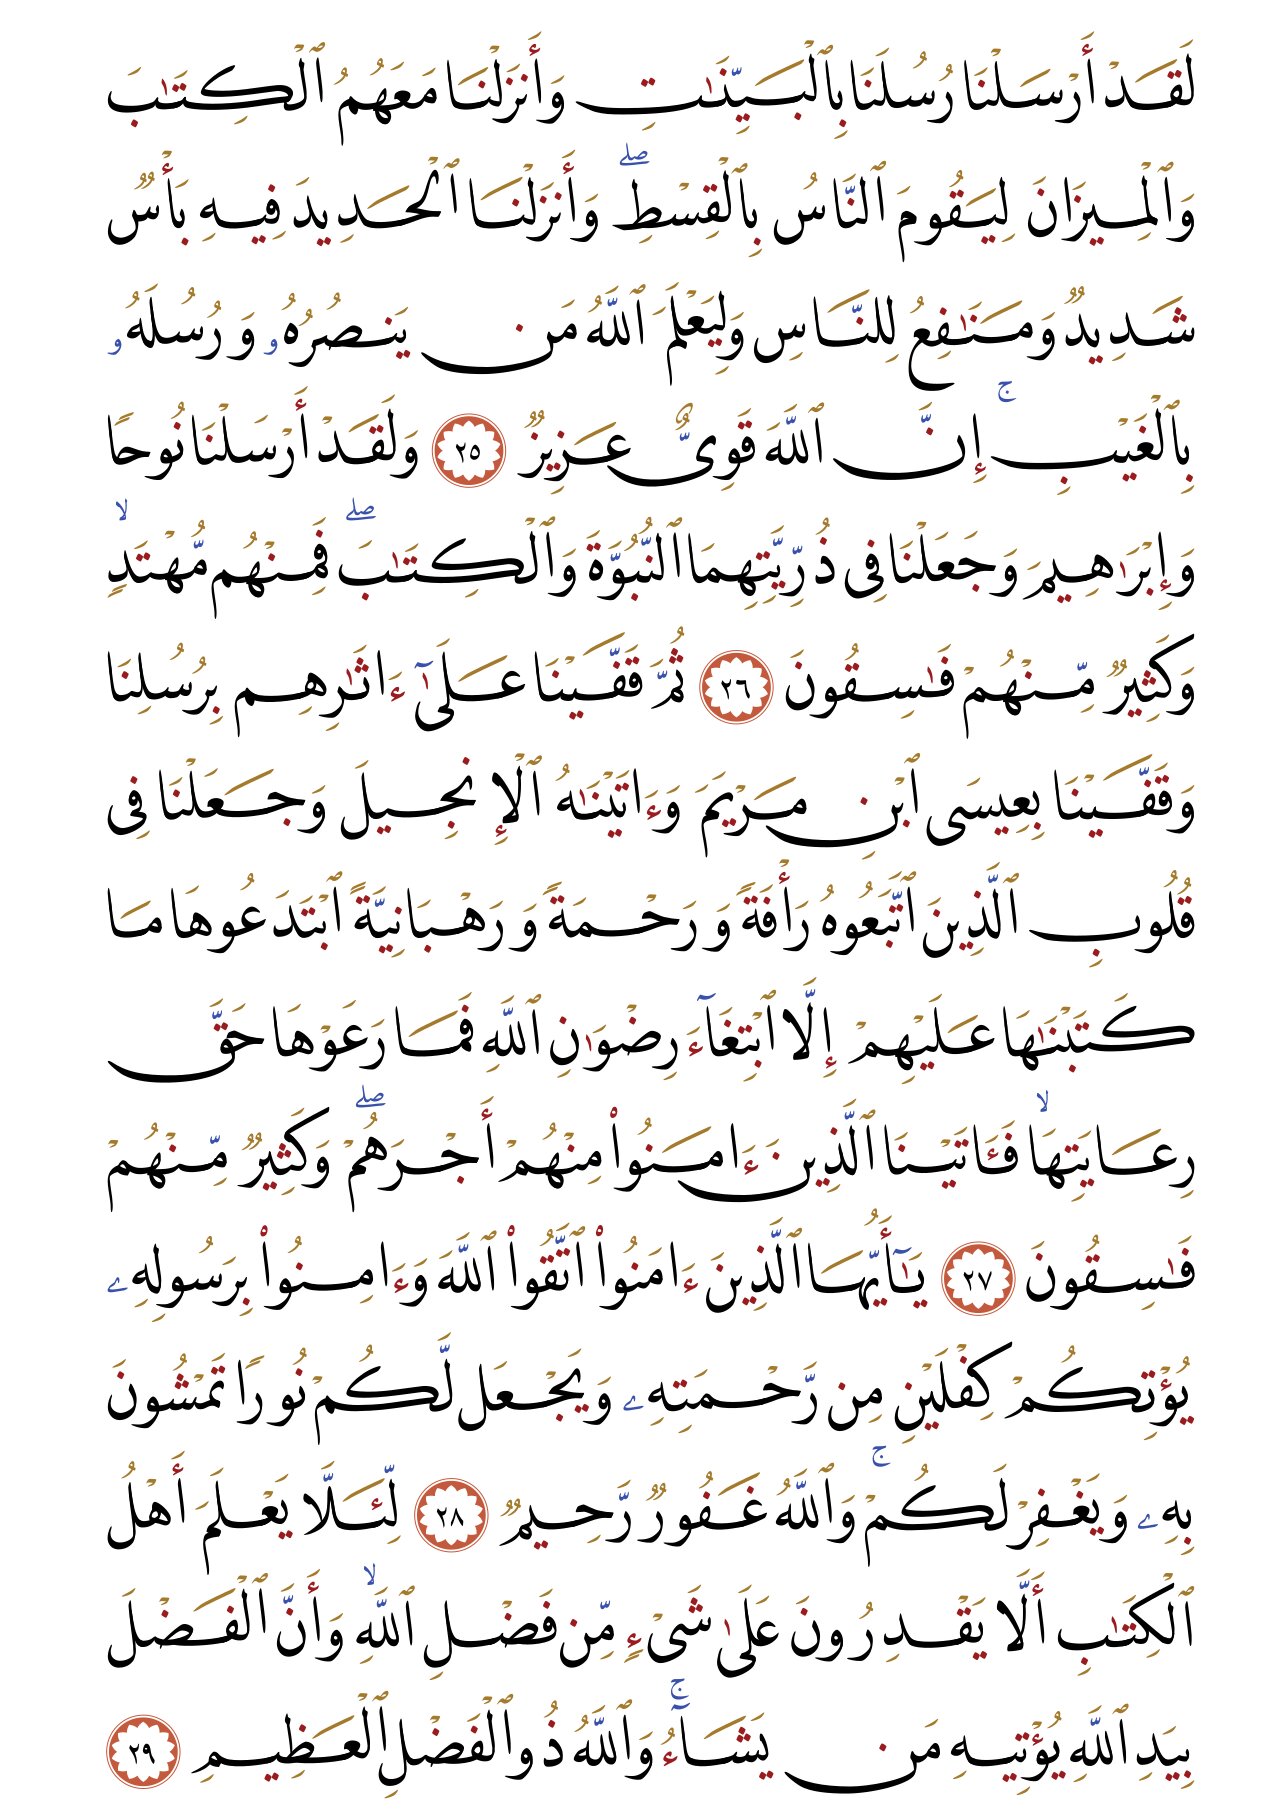 لَقَدْ أَرْسَلْنَا رُسُلَنَا بِٱلْبَيِّنَـٰتِ وَأَنزَلْنَا مَعَهُمُ ٱلْكِتَـٰبَ
وَٱلْمِيزَانَ لِيَقُومَ ٱلنَّاسُ بِٱلْقِسْطِ ۖ وَأَنزَلْنَا ٱلْحَدِيدَ فِيهِ بَأْسٌ
شَدِيدٌ وَمَنَـٰفِعُ لِلنَّاسِ وَلِيَعْلَمَ ٱللَّهُ مَن يَنصُرُهُۥ وَرُسُلَهُۥ
بِٱلْغَيْبِ ۚ إِنَّ ٱللَّهَ قَوِىٌّ عَزِيزٌ ٢٥ وَلَقَدْ أَرْسَلْنَا نُوحًا
وَإِبْرَٰهِيمَ وَجَعَلْنَا فِى ذُرِّيَّتِهِمَا ٱلنُّبُوَّةَ وَٱلْكِتَـٰبَ ۖ فَمِنْهُم مُّهْتَدٍ ۙ
وَكَثِيرٌ مِّنْهُمْ فَـٰسِقُونَ ٢٦ ثُمَّ قَفَّيْنَا عَلَىٰٓ ءَاثَـٰرِهِم بِرُسُلِنَا
وَقَفَّيْنَا بِعِيسَى ٱبْنِ مَرْيَمَ وَءَاتَيْنَـٰهُ ٱلْإِنجِيلَ وَجَعَلْنَا فِى
قُلُوبِ ٱلَّذِينَ ٱتَّبَعُوهُ رَأْفَةً وَرَحْمَةً وَرَهْبَانِيَّةً ٱبْتَدَعُوهَا مَا
كَتَبْنَـٰهَا عَلَيْهِمْ إِلَّا ٱبْتِغَآءَ رِضْوَٰنِ ٱللَّهِ فَمَا رَعَوْهَا حَقَّ
رِعَايَتِهَا ۙ فَـَٔاتَيْنَا ٱلَّذِينَ ءَامَنُوا۟ مِنْهُمْ أَجْرَهُمْ ۖ وَكَثِيرٌ مِّنْهُمْ
فَـٰسِقُونَ ٢٧ يَـٰٓأَيُّهَا ٱلَّذِينَ ءَامَنُوا۟ ٱتَّقُوا۟ ٱللَّهَ وَءَامِنُوا۟ بِرَسُولِهِۦ
يُؤْتِكُمْ كِفْلَيْنِ مِن رَّحْمَتِهِۦ وَيَجْعَل لَّكُمْ نُورًا تَمْشُونَ
بِهِۦ وَيَغْفِرْ لَكُمْ ۚ وَٱللَّهُ غَفُورٌ رَّحِيمٌ ٢٨ لِّئَلَّا يَعْلَمَ أَهْلُ
ٱلْكِتَـٰبِ أَلَّا يَقْدِرُونَ عَلَىٰ شَىْءٍ مِّن فَضْلِ ٱللَّهِ ۙ وَأَنَّ ٱلْفَضْلَ
بِيَدِ ٱللَّهِ يُؤْتِيهِ مَن يَشَآءُ ۚ وَٱللَّهُ ذُو ٱلْفَضْلِ ٱلْعَظِيمِ ٢٩